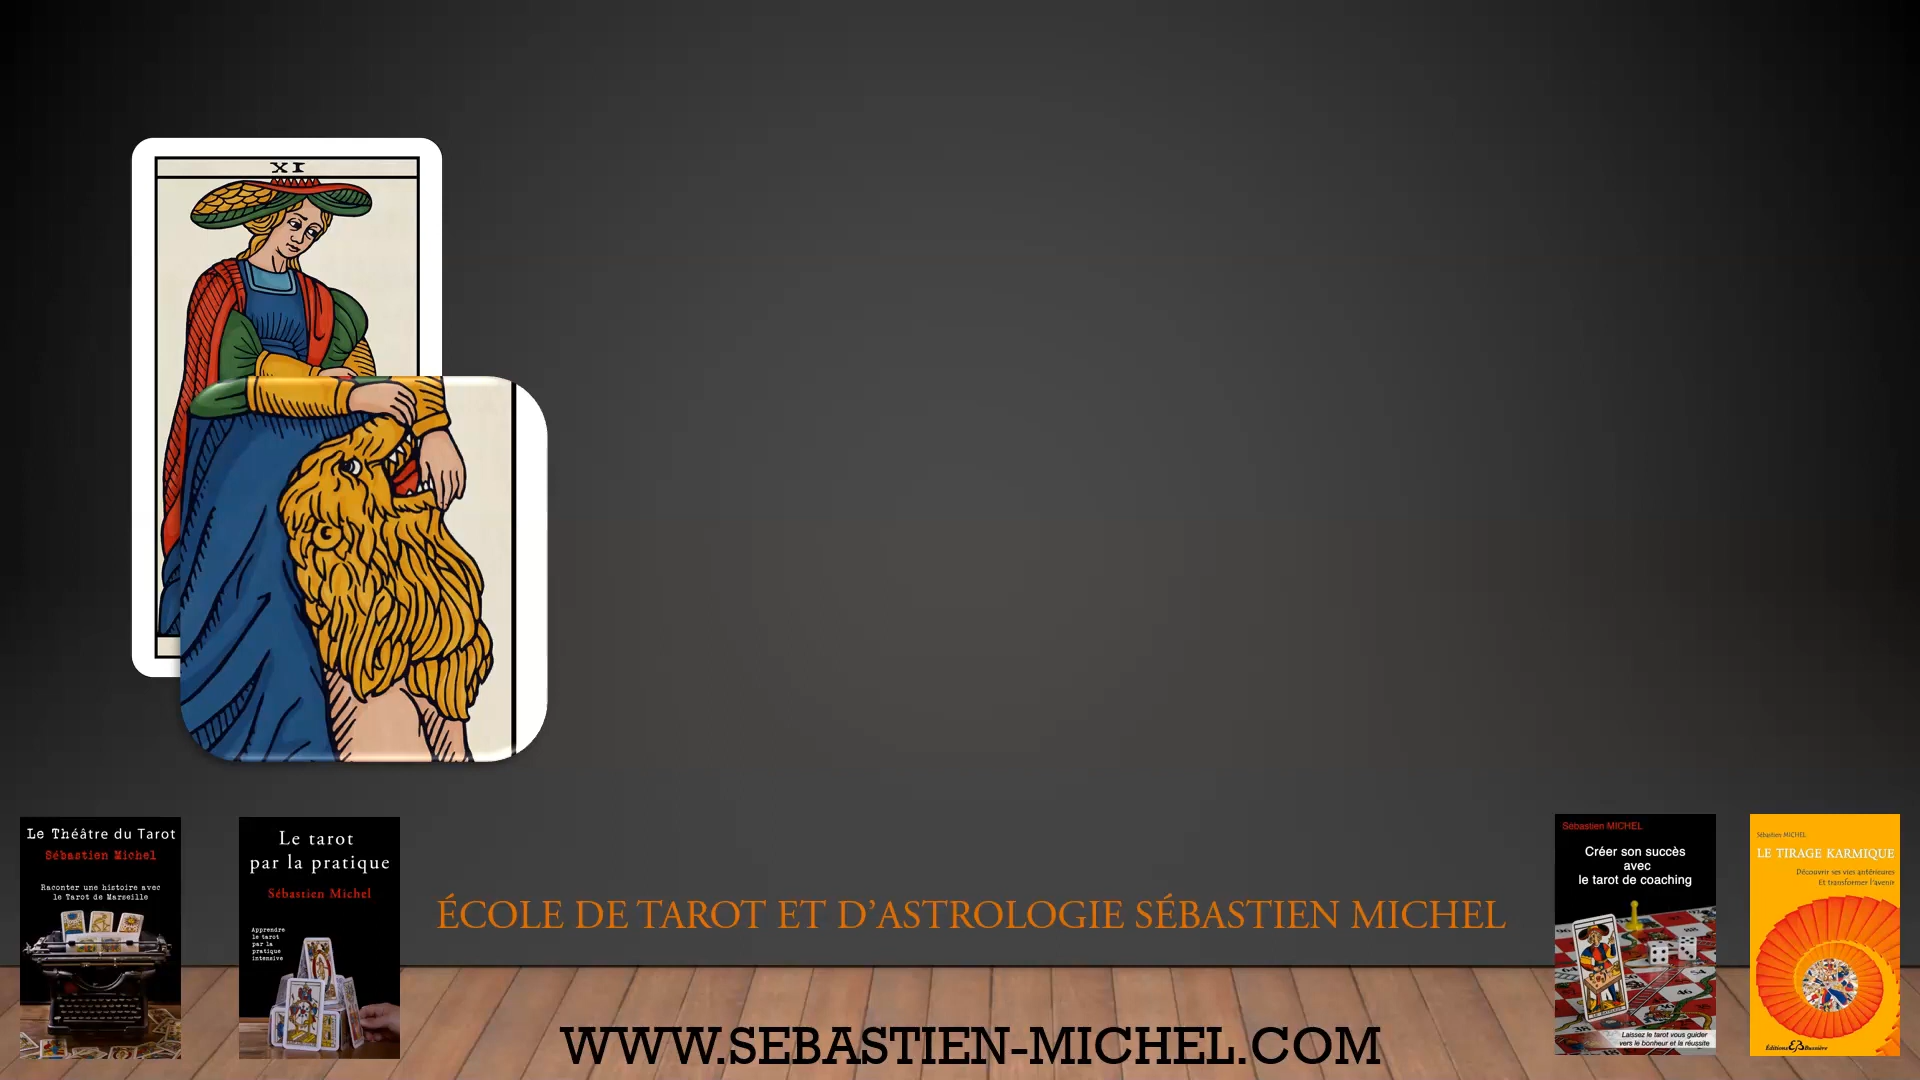 XI
Le Théâtre du Tarot
Sébastien Michel
Raconter une histoire avec
le Tarot de Marseille
Le tarot
par la pratique
Sébastien Michel
Apprendre
le tarot
par la
pratique
intensive
ÉCOLE DE TAROT ET D’ASTROLOGIE SÉBASTIEN MICHEL
WWW.SEBASTIEN-MICHEL.COM
Sébastien MICHEL
Créer son succès
avec
le tarot de coaching
Laissez le tarot vous guider
vers le bonheur et la réussite
Sébastien MICHEL
LE TIRAGE KARMIQUE
Découvrir ses vies antérieures
Et transformer l'avenir
Éditions Bussière